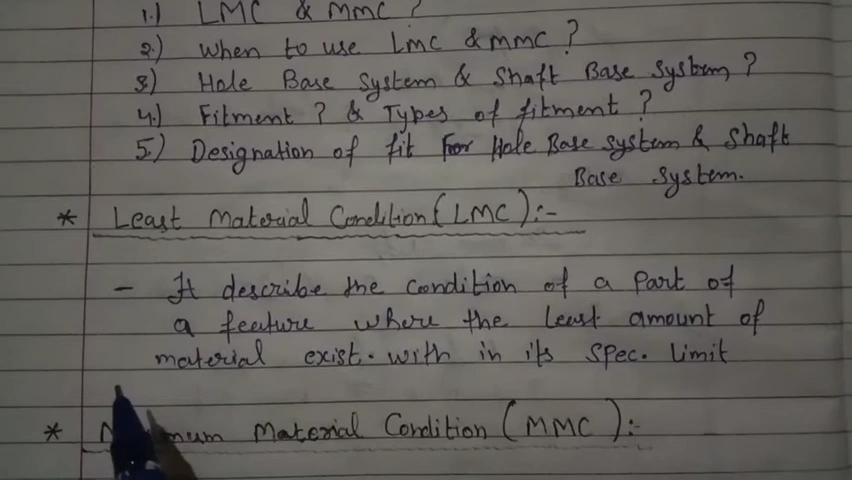 1.) LMC & MMC ?
2.) When to use LMC & MMC ?
3) Hole Base System & Shaft Base System ?
4.) Fitment ? & Types of fitment ?
5.) Designation of fit For Hole Base system & Shaft
Base System.
* Least Material Condition (LMC) :-
- It describe the condition of a Part of
a feature where the least amount of
material exist. with in its spec. limit
* Material Condition (MMC) :-